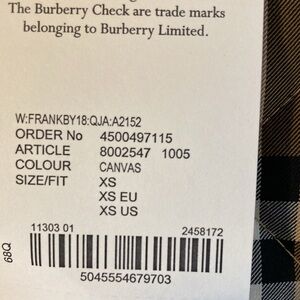 The Burberry Check are trade marks
belonging to Burberry Limited.
W:FRANKBY18:QJA:A2152
ORDER No 4500497115
ARTICLE 8002547 1005
COLOUR CANVAS
SIZE/FIT XS
XS EU
XS US
11303 01 2458172
5045554679703
68Q